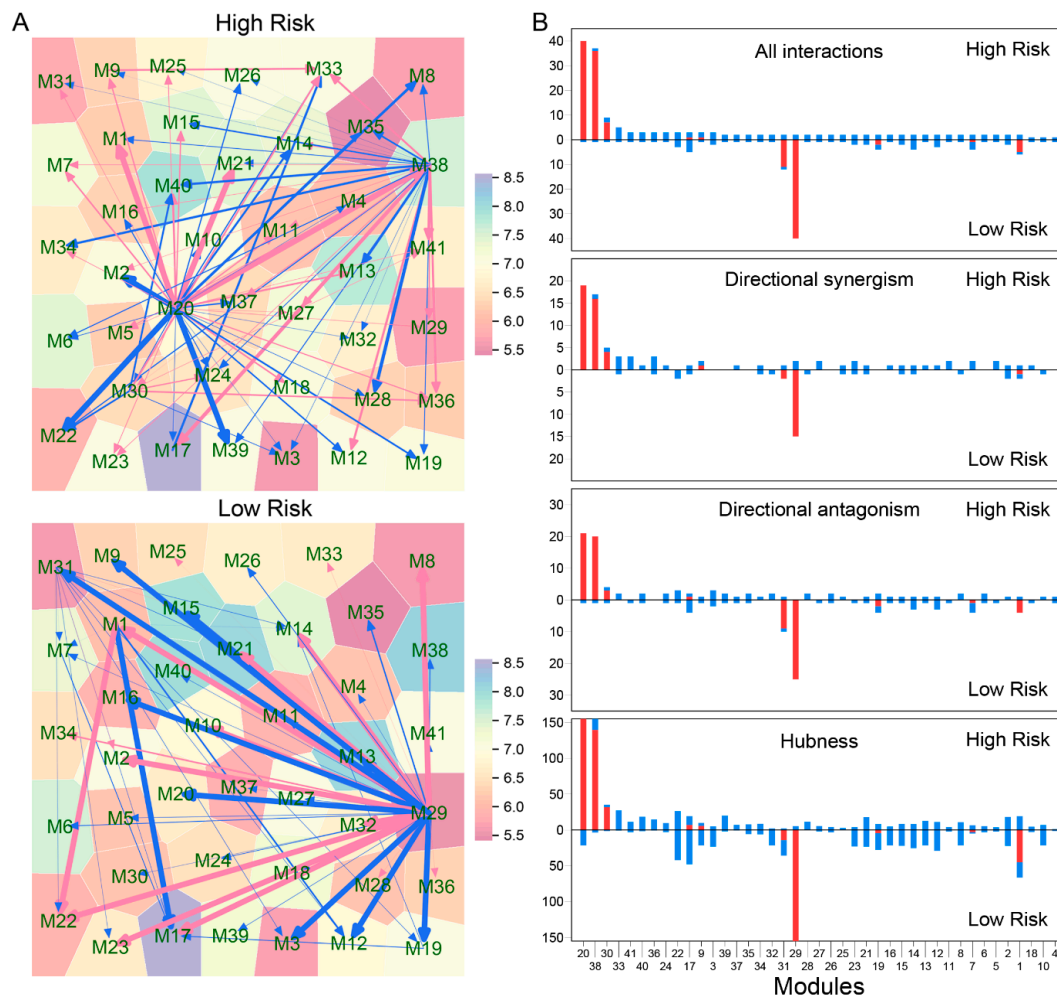 A
High Risk
M31 M9 M25 M26 M33 M8
M1 M15 M14 M35
M7 M21 M38
M40 M4
M16 M11
M34 M10 M41
M2 M13
M20 M37 M27 M29
M6 M5 M32
M30 M24 M18 M28 M36
M22
M23 M17 M39 M3 M12 M19
8.5
8.0
7.5
7.0
6.5
6.0
5.5
Low Risk
M31 M9 M25 M26 M33 M8
M1 M15 M14 M35
M7 M21 M38
M40 M4
M16 M11
M34 M10 M41
M2 M13
M20 M37 M27 M29
M6 M5 M32
M30 M24 M18 M28 M36
M22
M23 M17 M39 M3 M12 M19
8.5
8.0
7.5
7.0
6.5
6.0
5.5
B
All interactions High Risk
40
30
20
10
0
10
20
30
40
Low Risk
Directional synergism High Risk
20
15
10
5
0
5
10
15
20
Low Risk
Directional antagonism High Risk
30
20
10
0
10
20
30
Low Risk
Hubness High Risk
150
100
50
0
50
100
150
Low Risk
20 30 41 36 22 9 39 35 32 29 27 25 21 16 14 12 8 6 2 18 4
38 33 40 24 17 3 37 34 31 28 26 23 19 15 13 11 7 5 1 10
Modules